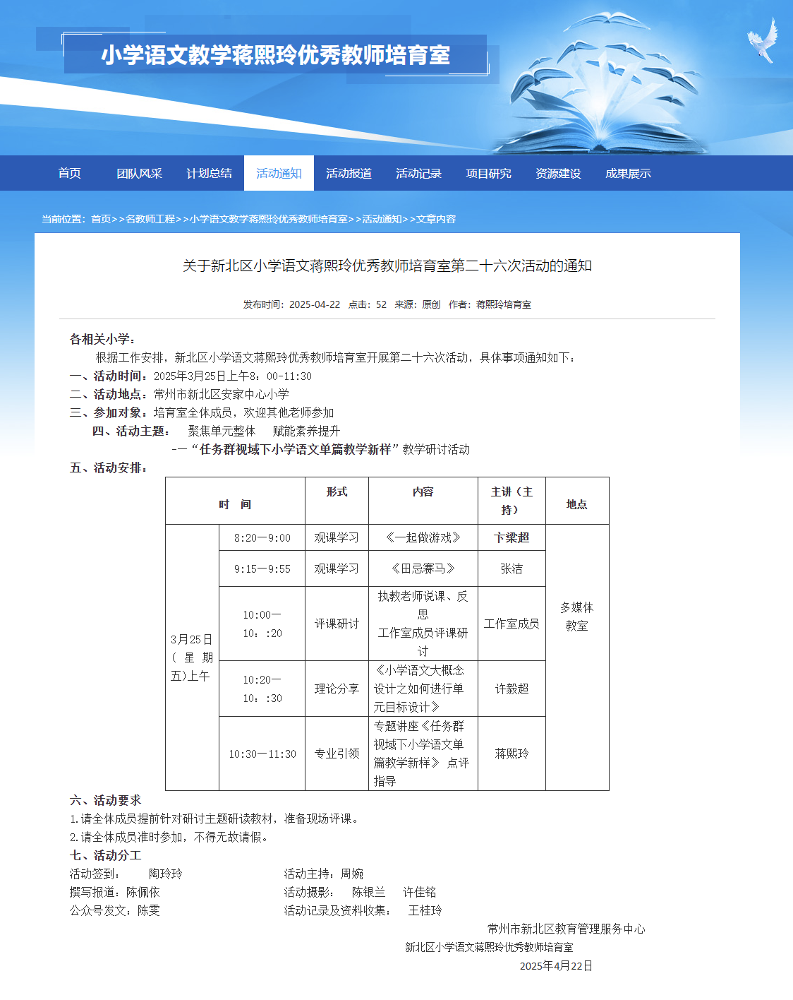 小学语文教学蒋熙玲优秀教师培育室
首页 团队风采 计划总结 活动通知 活动报道 活动记录 项目研究 资源建设 成果展示
当前位置：首页>>名教师工程>>小学语文教学蒋熙玲优秀教师培育室>>活动通知>>文章内容
关于新北区小学语文蒋熙玲优秀教师培育室第二十六次活动的通知
发布时间：2025-04-22 点击：52 来源：原创 作者：蒋熙玲培育室
各相关小学：
根据工作安排，新北区小学语文蒋熙玲优秀教师培育室开展第二十六次活动，具体事项通知如下：
一、活动时间：2025年3月25日上午8：00-11:30
二、活动地点：常州市新北区安家中心小学
三、参加对象：培育室全体成员，欢迎其他老师参加
四、活动主题： 聚焦单元整体 赋能素养提升
-—“任务群视域下小学语文单篇教学新样”教学研讨活动
五、活动安排：
时 间 形式 内容 主讲（主
持） 地点
3月25日
(星期
五)上午
8:20—9:00 观课学习 《一起做游戏》 卞梁超
9:15—9:55 观课学习 《田忌赛马》 张洁
10:00—
10：:20
评课研讨
执教老师说课、反
思
工作室成员评课研
讨
工作室成员
10:20—
10：:30
理论分享
《小学语文大概念
设计之如何进行单
元目标设计》
许毅超
10:30—11:30 专业引领
专题讲座《任务群
视域下小学语文单
篇教学新样》 点评
指导
蒋熙玲
多媒体
教室
六、活动要求
1.请全体成员提前针对研讨主题研读教材，准备现场评课。
2.请全体成员准时参加，不得无故请假。
七、活动分工
活动签到： 陶玲玲 活动主持：周婉
撰写报道：陈佩依 活动摄影： 陈银兰 许佳铭
公众号发文：陈雯 活动记录及资料收集： 王桂玲
常州市新北区教育管理服务中心
新北区小学语文蒋熙玲优秀教师培育室
2025年4月22日